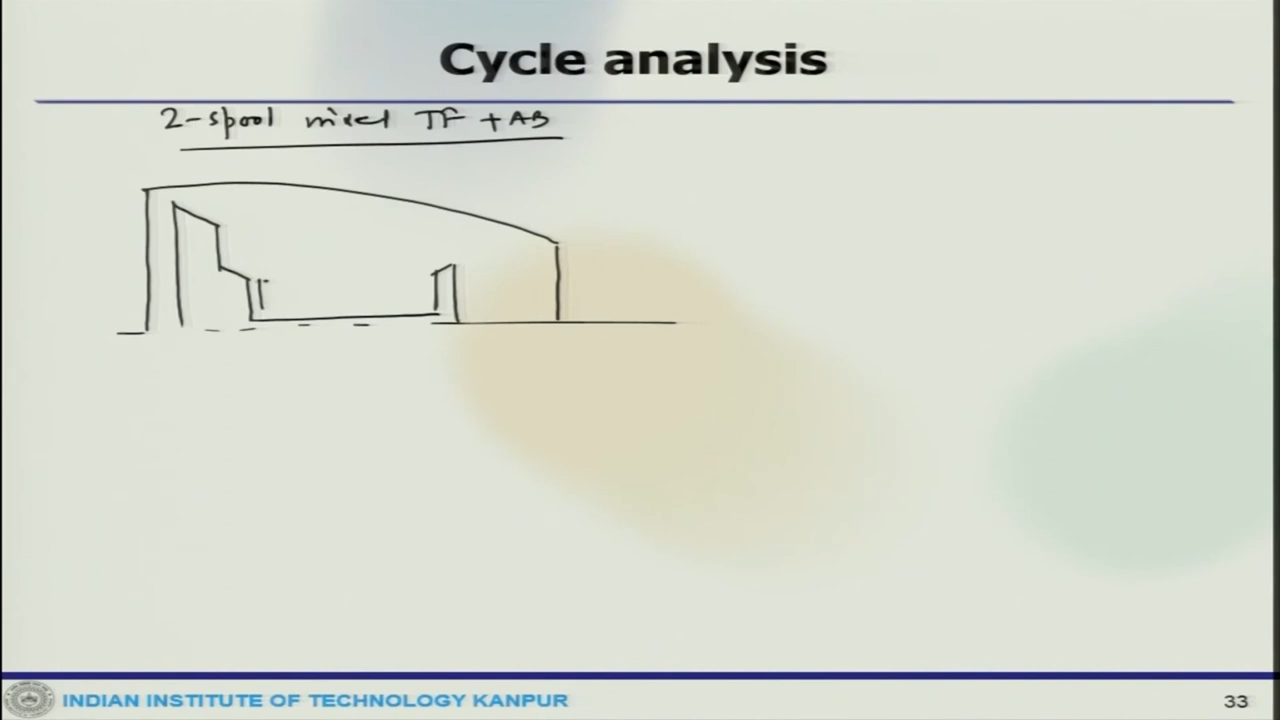 Cycle analysis
2-spool mixed TF + AB
INDIAN INSTITUTE OF TECHNOLOGY KANPUR
33